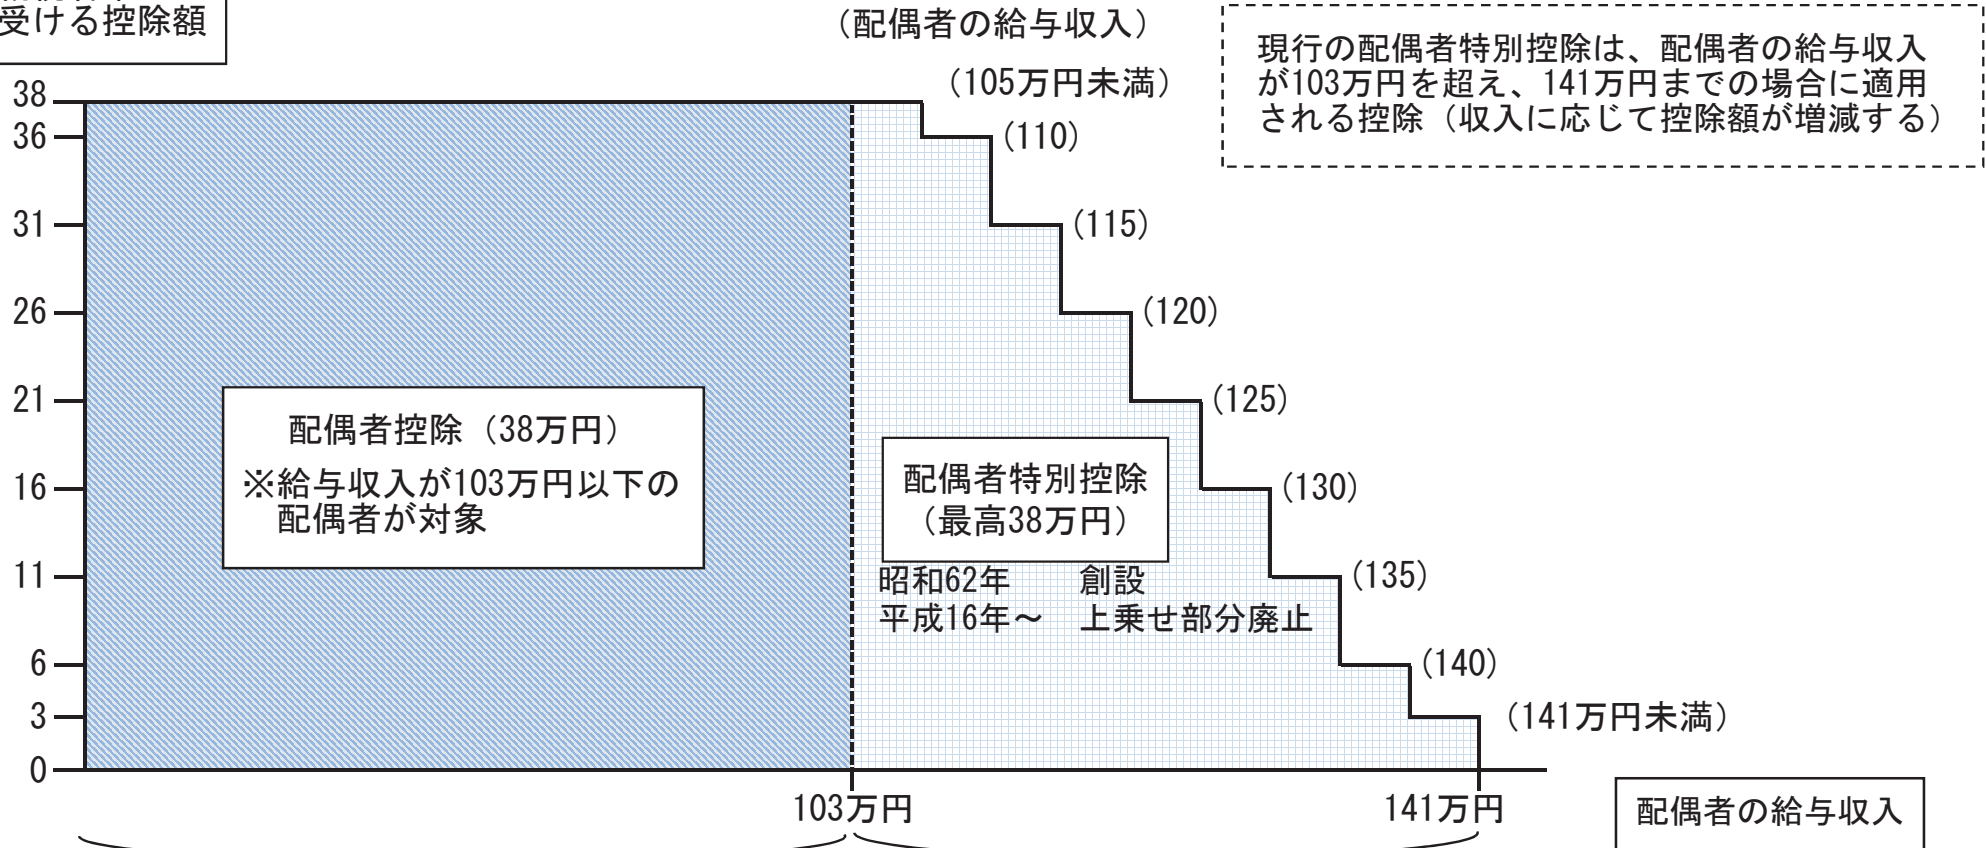 受ける控除額
（配偶者の給与収入）
現行の配偶者特別控除は、配偶者の給与収入
が103万円を超え、141万円までの場合に適用
される控除（収入に応じて控除額が増減する）
（105万円未満）
38
36
（110）
31
（115）
26
（120）
21
（125）
配偶者控除（38万円）
※給与収入が103万円以下の
配偶者が対象
配偶者特別控除
（最高38万円）
16
（130）
11
（135）
昭和62年　創設
平成16年～　上乗せ部分廃止
6
（140）
3
（141万円未満）
0
103万円
141万円
配偶者の給与収入